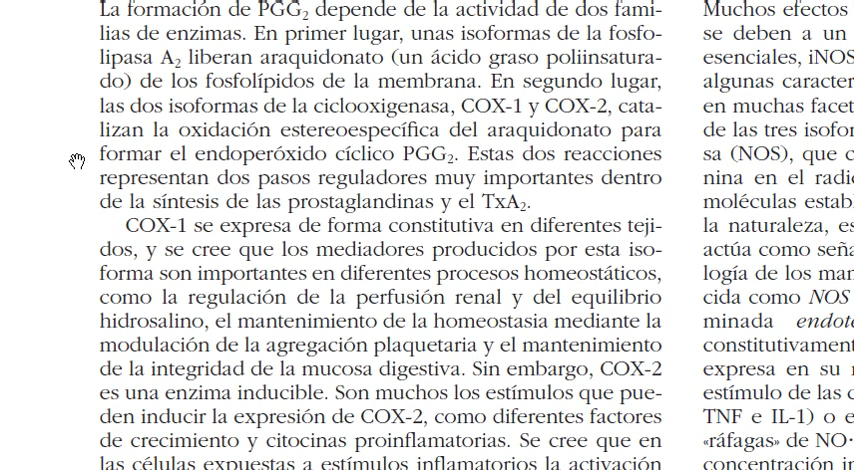 La formación de PGG₂ depende de la actividad de dos fami-
lias de enzimas. En primer lugar, unas isoformas de la fosfo-
lipasa A₂ liberan araquidonato (un ácido graso poliinsatura-
do) de los fosfolípidos de la membrana. En segundo lugar,
las dos isoformas de la ciclooxigenasa, COX-1 y COX-2, cata-
lizan la oxidación estereoespecífica del araquidonato para
formar el endoperóxido cíclico PGG₂. Estas dos reacciones
representan dos pasos reguladores muy importantes dentro
de la síntesis de las prostaglandinas y el TxA₂.
COX-1 se expresa de forma constitutiva en diferentes teji-
dos, y se cree que los mediadores producidos por esta iso-
forma son importantes en diferentes procesos homeostáticos,
como la regulación de la perfusión renal y del equilibrio
hidrosalino, el mantenimiento de la homeostasia mediante la
modulación de la agregación plaquetaria y el mantenimiento
de la integridad de la mucosa digestiva. Sin embargo, COX-2
es una enzima inducible. Son muchos los estímulos que pue-
den inducir la expresión de COX-2, como diferentes factores
de crecimiento y citocinas proinflamatorias. Se cree que en
las células expuestas a estímulos inflamatorios la activación
Muchos efectos
se deben a un
esenciales, iNOS
algunas caracter
en muchas facet
de las tres isofor
sa (NOS), que c
nina en el radi
moléculas estab
la naturaleza, es
actúa como seña
logía de los mar
cida como NOS
minada endote
constitutivament
expresa en su
estímulo de las c
TNF e IL-1) o e
«ráfagas» de NO·
concentración in